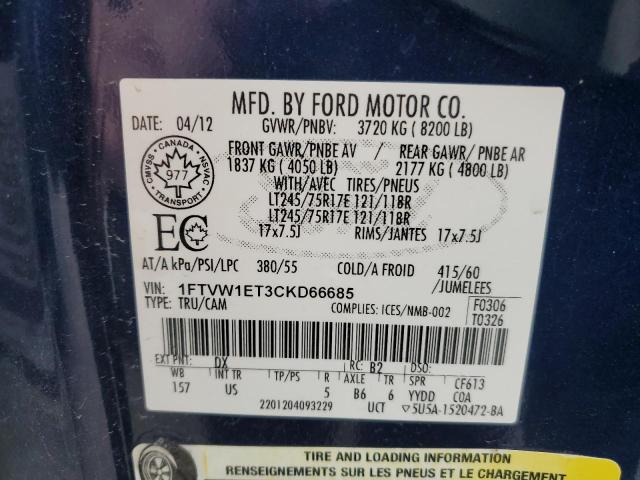 MFD. BY FORD MOTOR CO.
DATE: 04/12 GVWR/PNBV: 3720 KG ( 8200 LB)
FRONT GAWR/PNBE AV / REAR GAWR/ PNBE AR
1837 KG ( 4050 LB) 2177 KG ( 4800 LB)
WITH/AVEC TIRES/PNEUS
LT245/75R17E 121/118R
LT245/75R17E 121/118R
17x7.5J RIMS/JANTES 17x7.5J
CANADA
CMVSS NSVAC
977
EC
AT/A kPa/PSI/LPC 380/55 COLD/A FROID 415/60
/JUMELEES
VIN: 1FTVW1ET3CKD66685
TYPE: TRU/CAM COMPLIES: ICES/NMB-002 F0306
T0326
EXT PNT: DX RC: B2 DSO:
WB INT TR TP/PS R AXLE TR SPR CF613
157 US 5 B6 6 YYDD COA
2201204093229 UCT 5U5A-1520472-BA
TIRE AND LOADING INFORMATION
RENSEIGNEMENTS SUR LES PNEUS ET LE CHARGEMENT